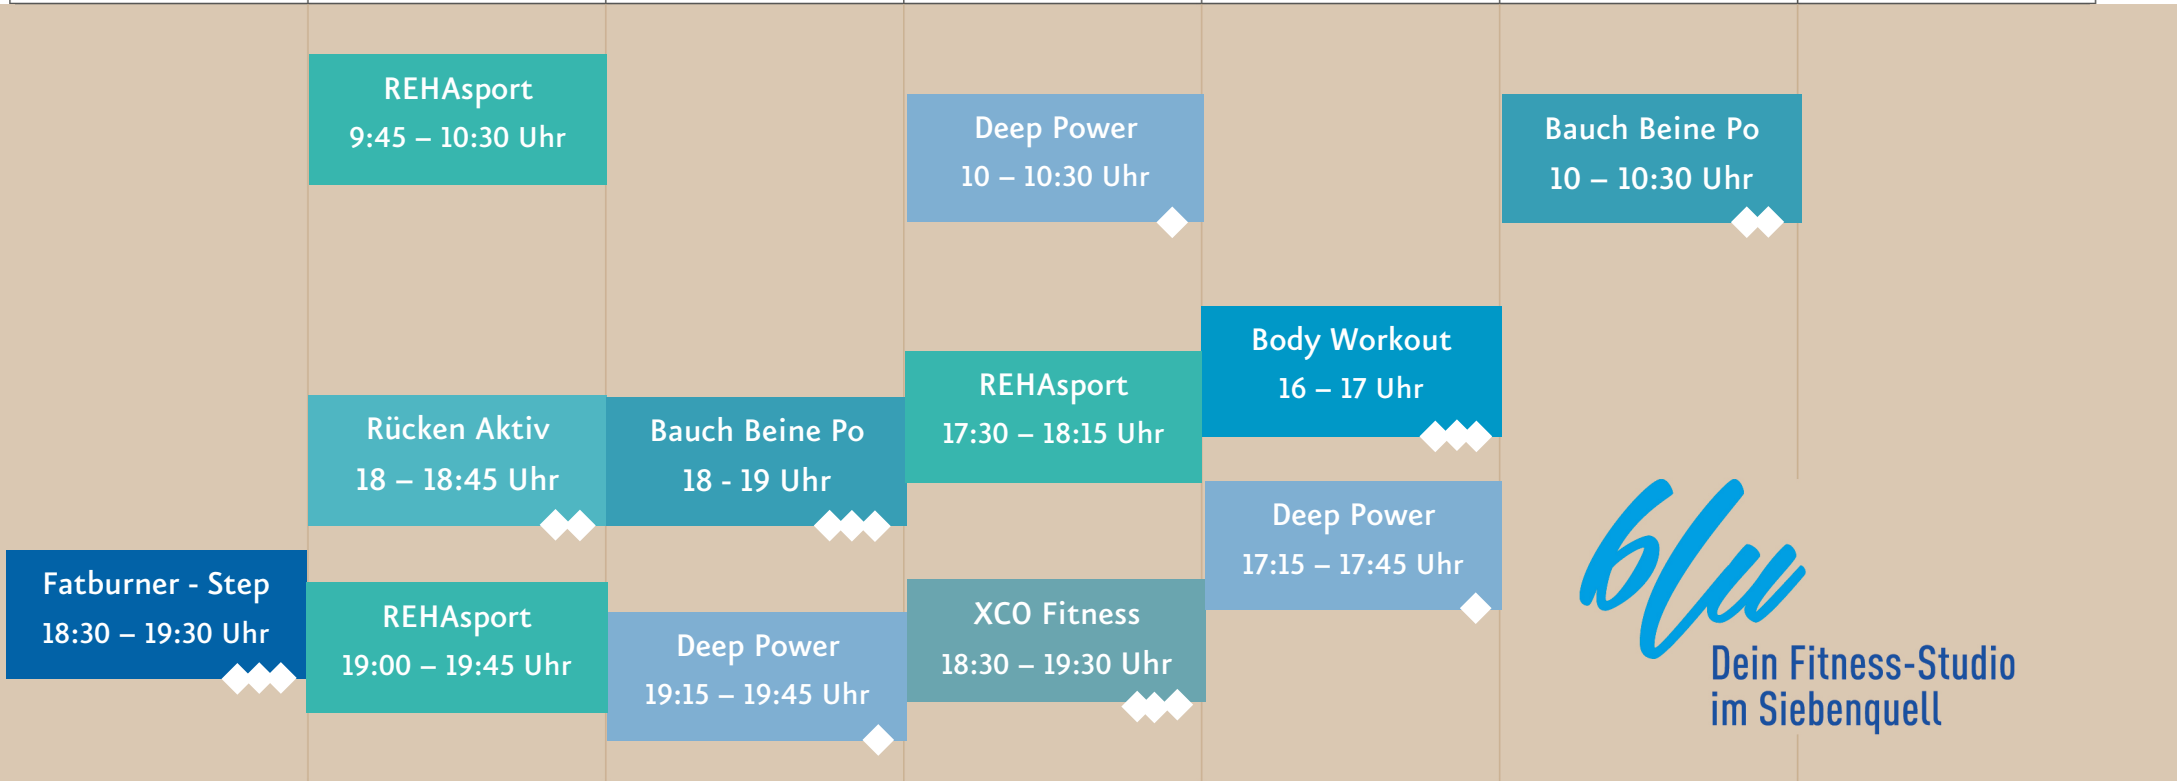 REHAsport
9:45 – 10:30 Uhr
Deep Power
10 – 10:30 Uhr
Bauch Beine Po
10 – 10:30 Uhr
Body Workout
16 – 17 Uhr
REHAsport
17:30 – 18:15 Uhr
Rücken Aktiv
18 – 18:45 Uhr
Bauch Beine Po
18 - 19 Uhr
Deep Power
17:15 – 17:45 Uhr
Fatburner - Step
18:30 – 19:30 Uhr
REHAsport
19:00 – 19:45 Uhr
Deep Power
19:15 – 19:45 Uhr
XCO Fitness
18:30 – 19:30 Uhr
blu
Dein Fitness-Studio
im Siebenquell